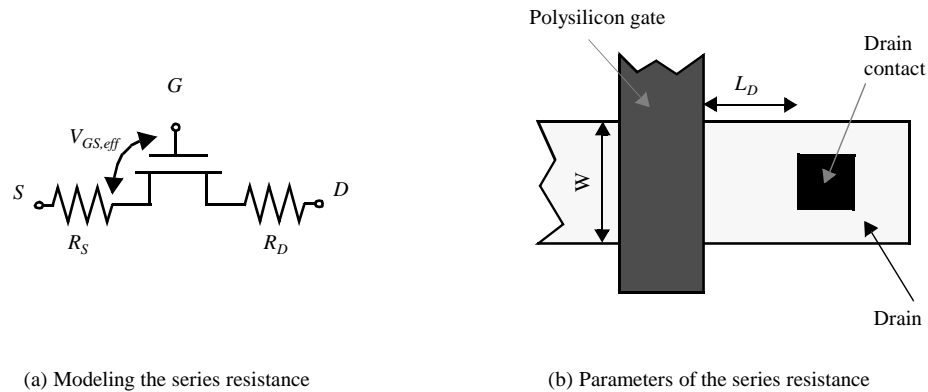 Polysilicon gate
Drain
contact
G
L_D
V_GS,eff
W
S
D
R_S
R_D
Drain
(a) Modeling the series resistance
(b) Parameters of the series resistance